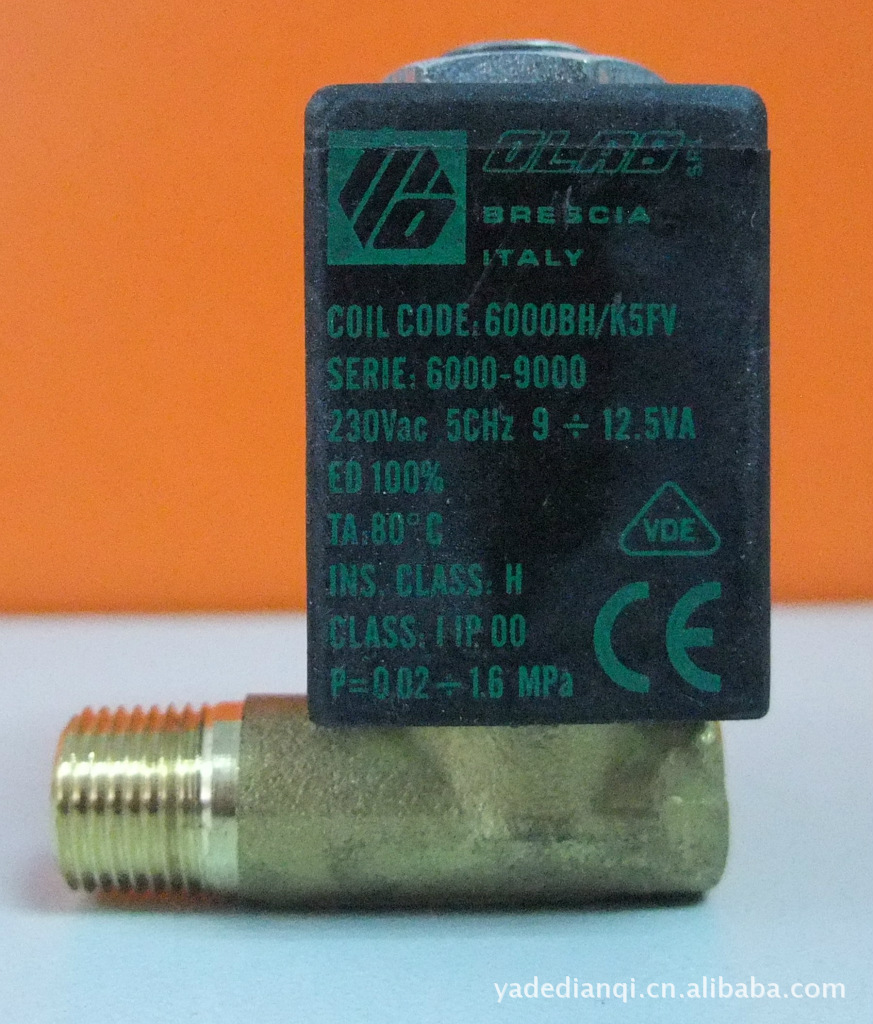 OLAB S.R.L.
BRESCIA
ITALY
COIL CODE: 6000BH/K5FV
SERIE: 6000-9000
230Vac 50Hz 9 ÷ 12.5VA
ED 100%
TA:80°C
INS. CLASS: H
CLASS: I IP 00
P=0.02÷1.6 MPa
VDE
CE
yadedianqi.cn.alibaba.com